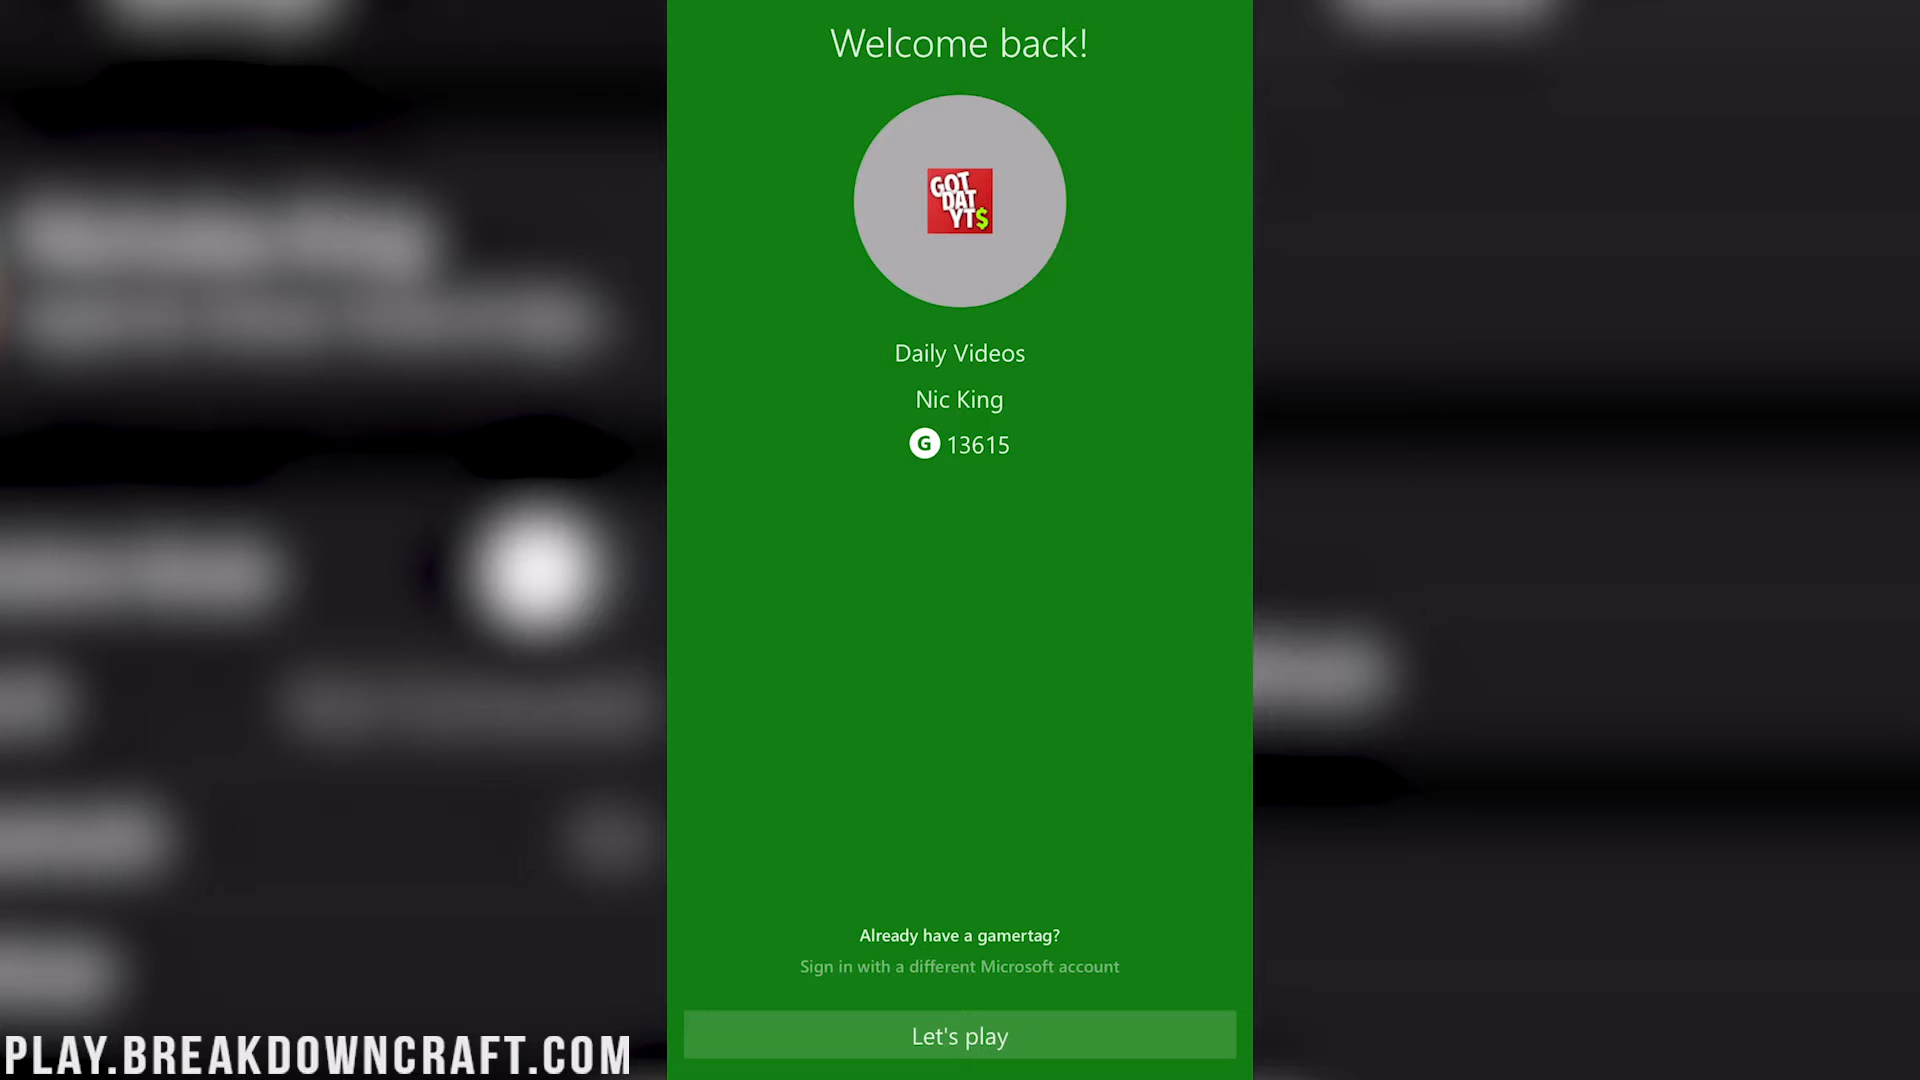 Welcome back!
GOT
DAT
YT$
Daily Videos
Nic King
G 13615
Already have a gamertag?
Sign in with a different Microsoft account
Let's play
PLAY.BREAKDOWNCRAFT.COM